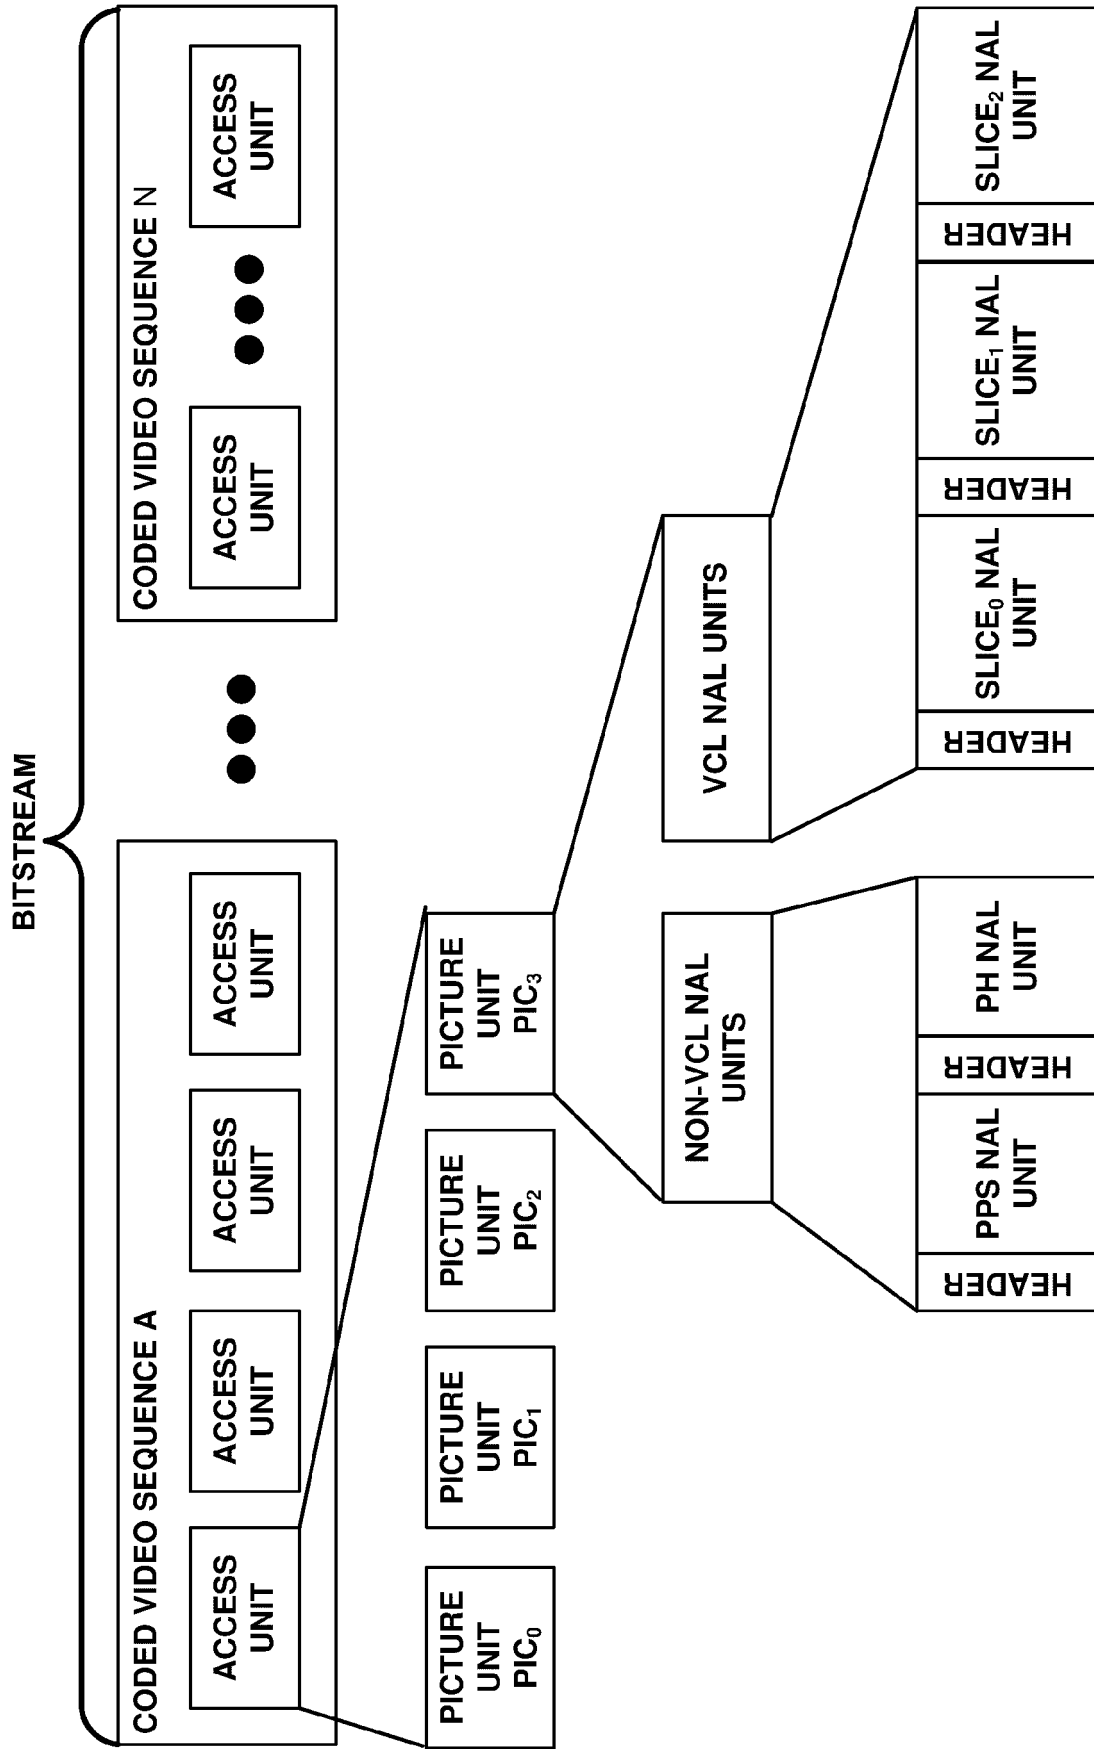 BITSTREAM
CODED VIDEO SEQUENCE A
ACCESS
UNIT
ACCESS
UNIT
ACCESS
UNIT
ACCESS
UNIT
CODED VIDEO SEQUENCE N
ACCESS
UNIT
ACCESS
UNIT
PICTURE
UNIT
PIC₀
PICTURE
UNIT
PIC₁
PICTURE
UNIT
PIC₂
PICTURE
UNIT
PIC₃
NON-VCL NAL
UNITS
VCL NAL UNITS
HEADER
PPS NAL
UNIT
HEADER
PH NAL
UNIT
HEADER
SLICE₀ NAL
UNIT
HEADER
SLICE₁ NAL
UNIT
HEADER
SLICE₂ NAL
UNIT